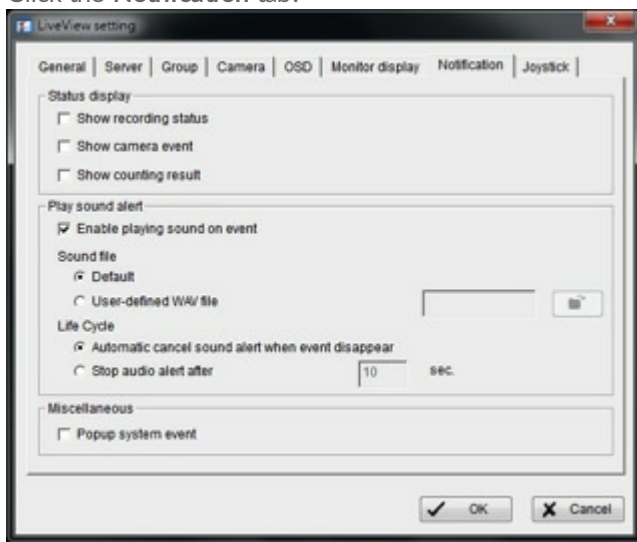 Click the Notification tab.
LiveView setting
General Server Group Camera OSD Monitor display Notification Joystick
Status display
Show recording status
Show camera event
Show counting result
Play sound alert
Enable playing sound on event
Sound file
Default
User-defined WAV file
Life Cycle
Automatic cancel sound alert when event disappear
Stop audio alert after 10 sec.
Miscellaneous
Popup system event
OK Cancel